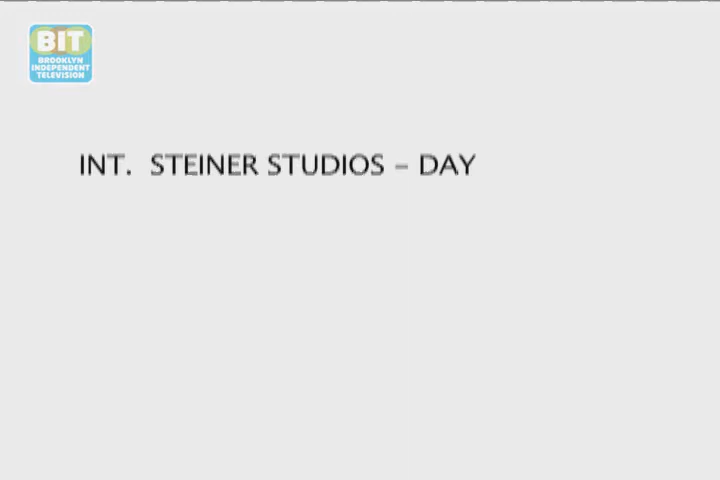 BIT
BROOKLYN
INDEPENDENT
TELEVISION
INT. STEINER STUDIOS – DAY